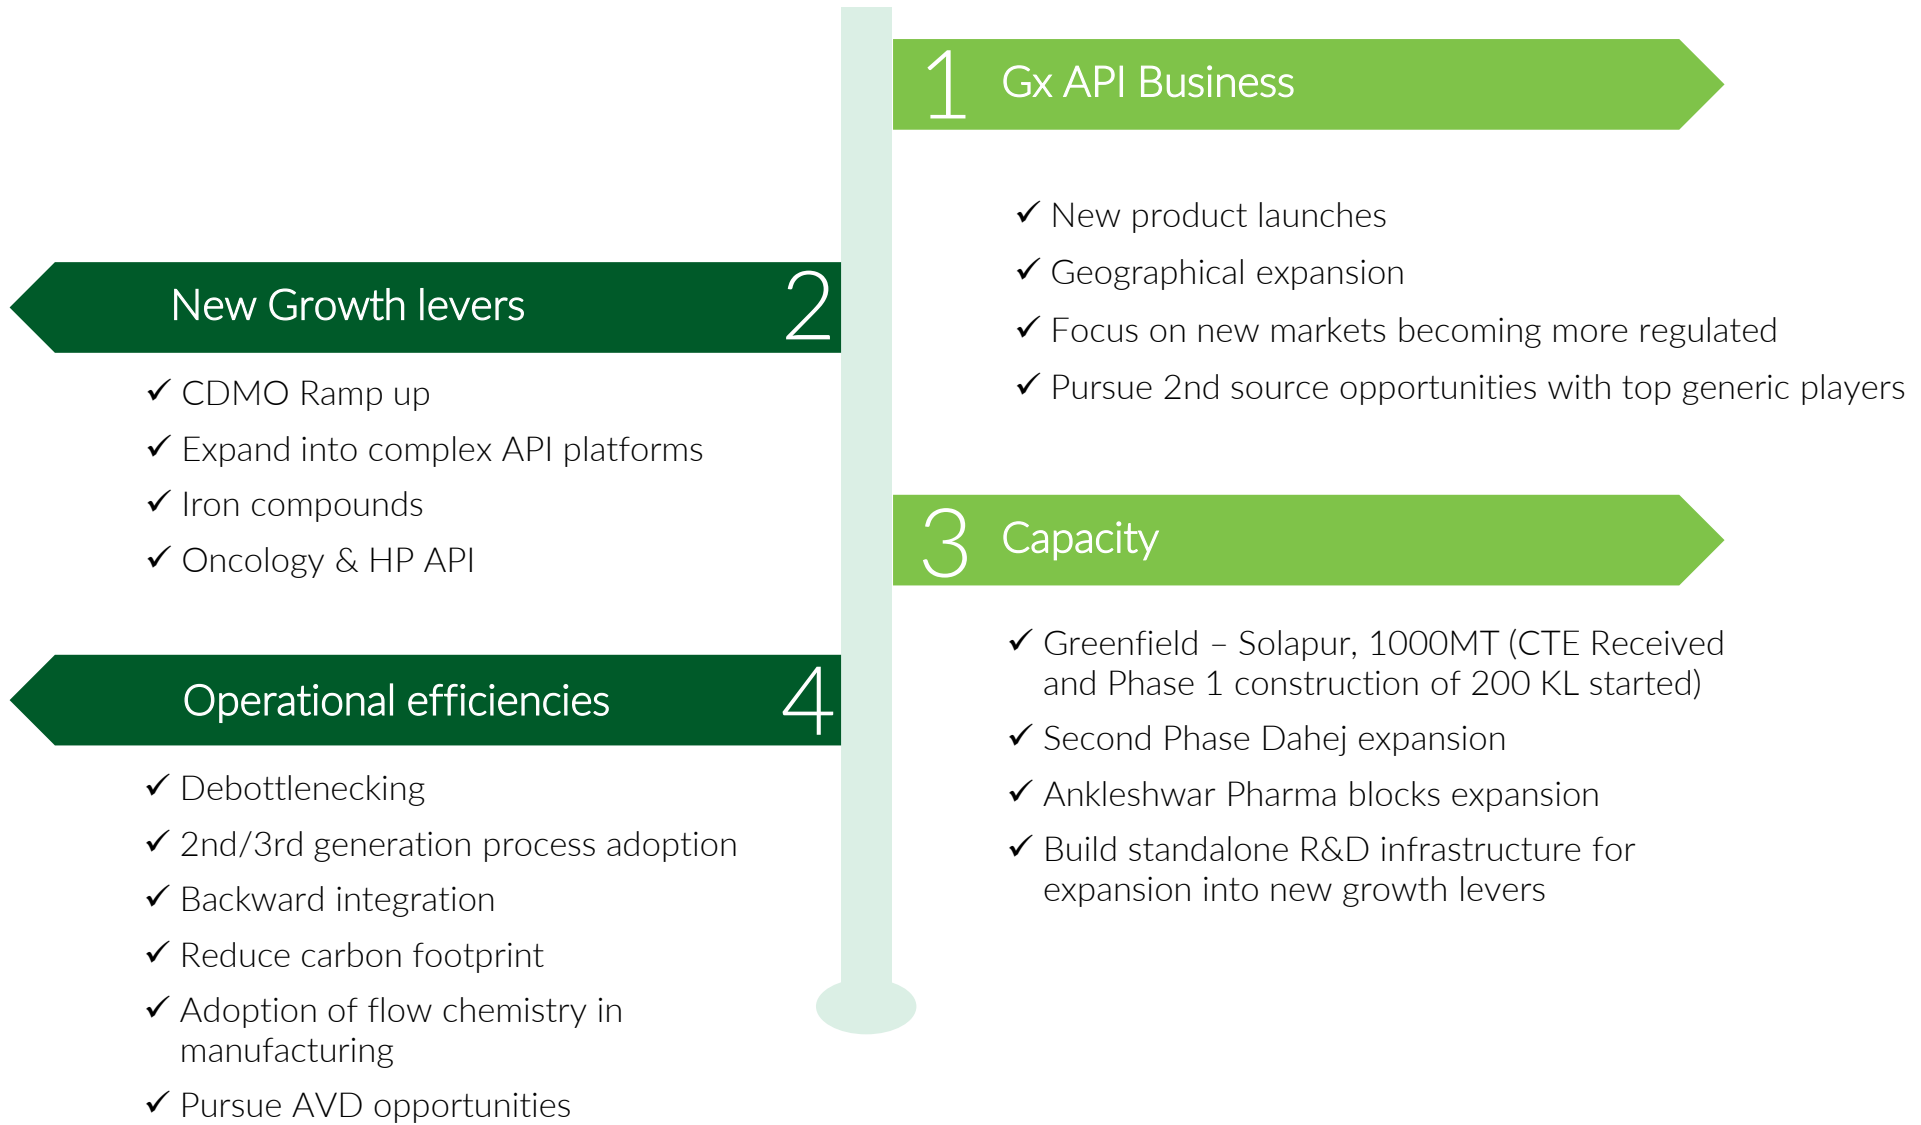 1 Gx API Business
✓ New product launches
✓ Geographical expansion
✓ Focus on new markets becoming more regulated
✓ Pursue 2nd source opportunities with top generic players
New Growth levers 2
✓ CDMO Ramp up
✓ Expand into complex API platforms
✓ Iron compounds
✓ Oncology & HP API
3 Capacity
✓ Greenfield – Solapur, 1000MT (CTE Received
and Phase 1 construction of 200 KL started)
✓ Second Phase Dahej expansion
✓ Ankleshwar Pharma blocks expansion
✓ Build standalone R&D infrastructure for
expansion into new growth levers
Operational efficiencies 4
✓ Debottlenecking
✓ 2nd/3rd generation process adoption
✓ Backward integration
✓ Reduce carbon footprint
✓ Adoption of flow chemistry in
manufacturing
✓ Pursue AVD opportunities